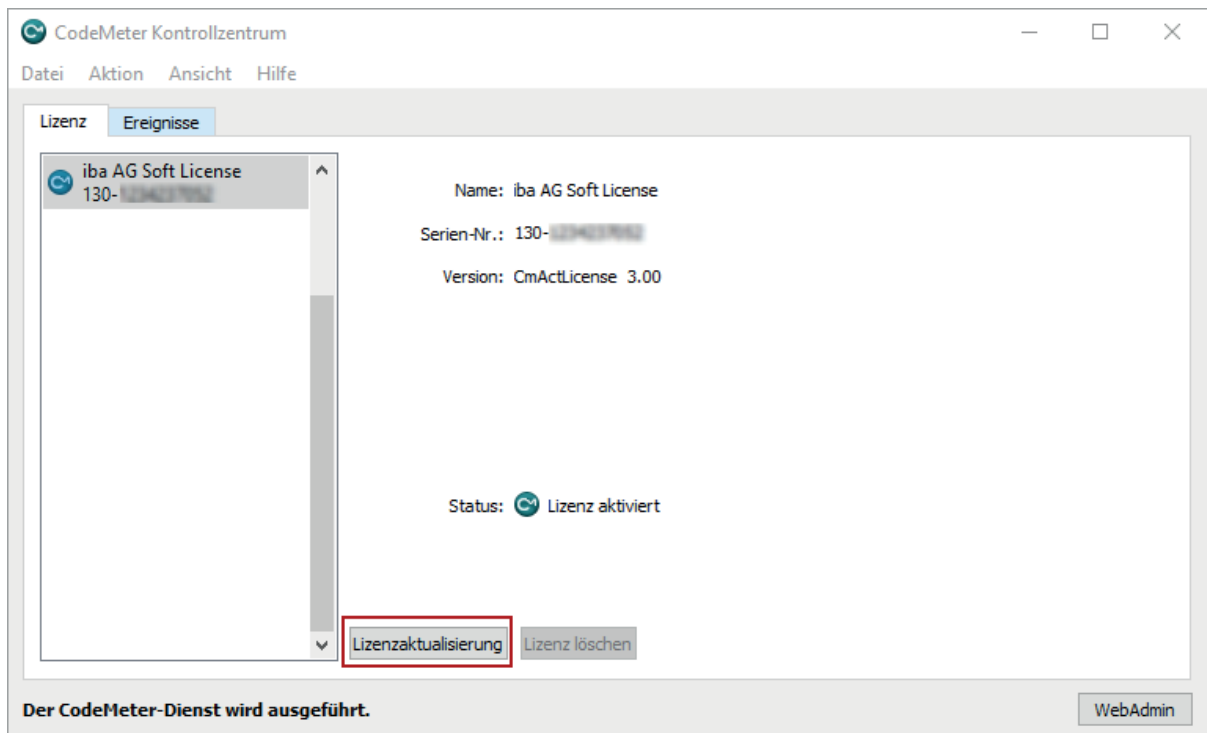 CodeMeter Kontrollzentrum
Datei Aktion Ansicht Hilfe
Lizenz Ereignisse
iba AG Soft License
130-
Name: iba AG Soft License
Serien-Nr.: 130-
Version: CmActLicense 3.00
Status: Lizenz aktiviert
Lizenzaktualisierung Lizenz löschen
Der CodeMeter-Dienst wird ausgeführt.
WebAdmin